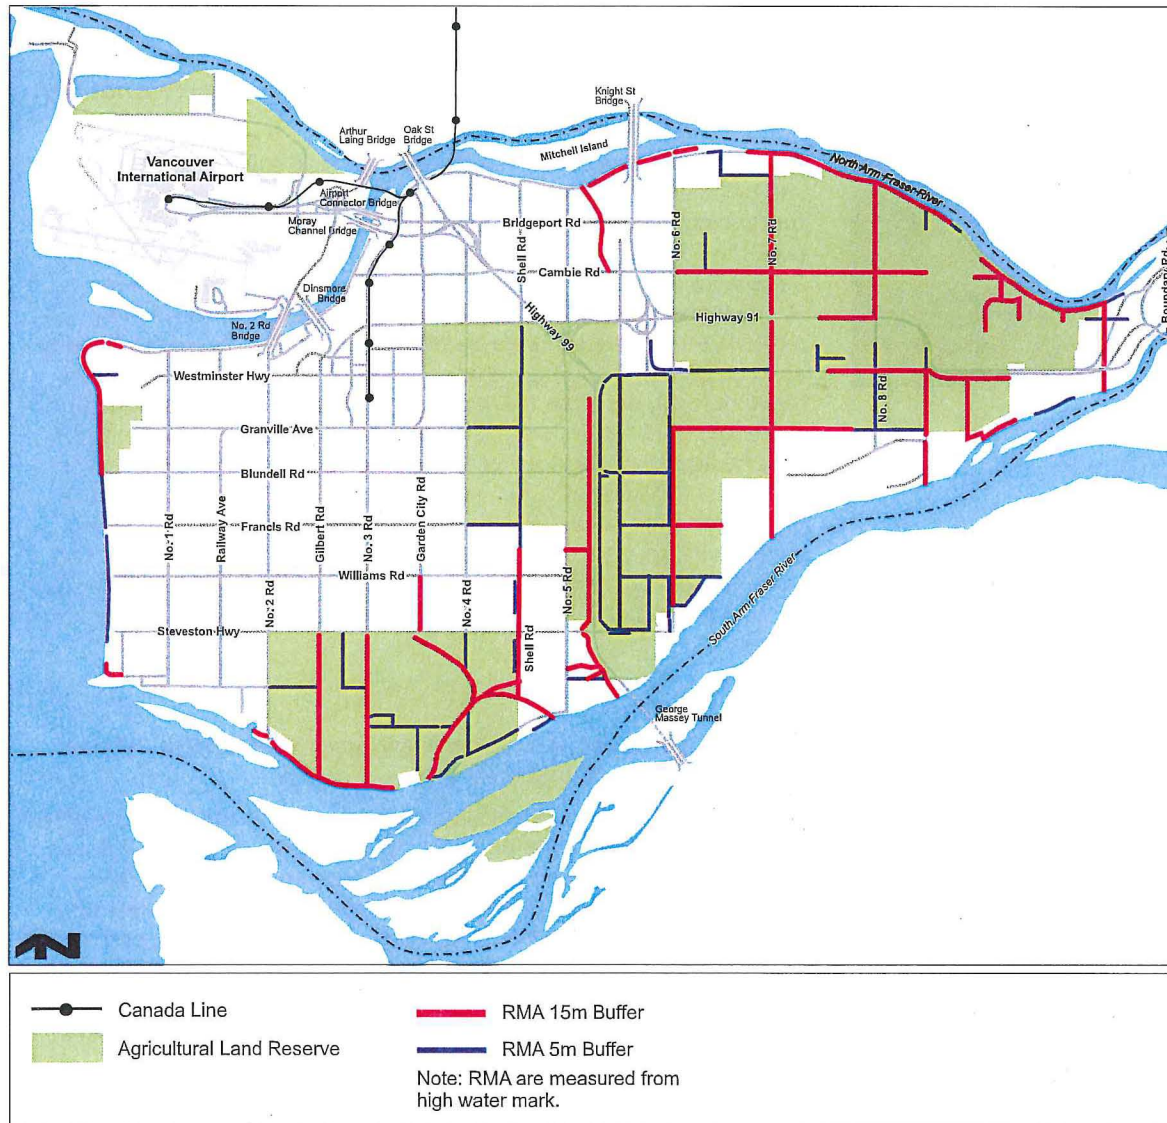 Knight St
Bridge
Arthur
Laing Bridge
Oak St
Bridge
Mitchell Island
Vancouver
International Airport
Airport
Connector Bridge
Moray
Channel Bridge
North Arm Fraser River
Bridgeport Rd
Shell Rd
No. 6 Rd
No. 7 Rd
Cambie Rd
Boundary Rd
Dinsmore
Bridge
No. 2 Rd
Bridge
Highway 99
Highway 91
Westminster Hwy
No. 8 Rd
Granville Ave
Blundell Rd
Francis Rd
No. 1 Rd
Railway Ave
Gilbert Rd
No. 3 Rd
Garden City Rd
Williams Rd
No. 2 Rd
No. 4 Rd
No. 5 Rd
South Arm Fraser River
Steveston Hwy
Shell Rd
George
Massey Tunnel
N
Canada Line
Agricultural Land Reserve
RMA 15m Buffer
RMA 5m Buffer
Note: RMA are measured from
high water mark.